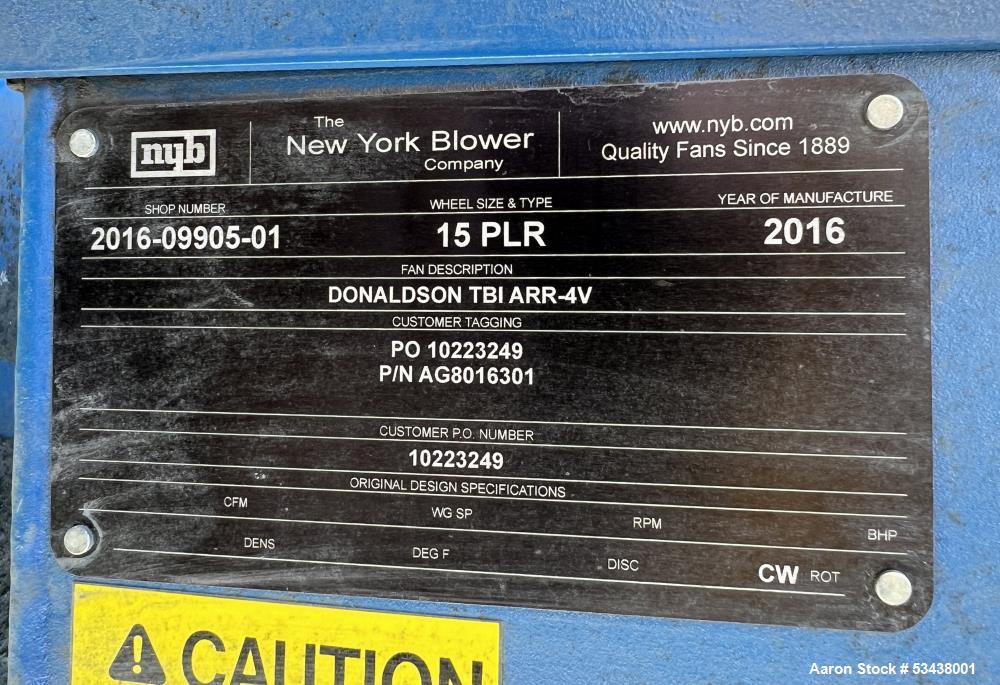 nyb
The
New York Blower
Company
www.nyb.com
Quality Fans Since 1889
SHOP NUMBER WHEEL SIZE & TYPE YEAR OF MANUFACTURE
2016-09905-01 15 PLR 2016
FAN DESCRIPTION
DONALDSON TBI ARR-4V
CUSTOMER TAGGING
PO 10223249
P/N AG8016301
CUSTOMER P.O. NUMBER
10223249
ORIGINAL DESIGN SPECIFICATIONS
CFM WG SP RPM BHP
DENS DEG F DISC CW ROT
CAUTION
Aaron Stock # 53438001